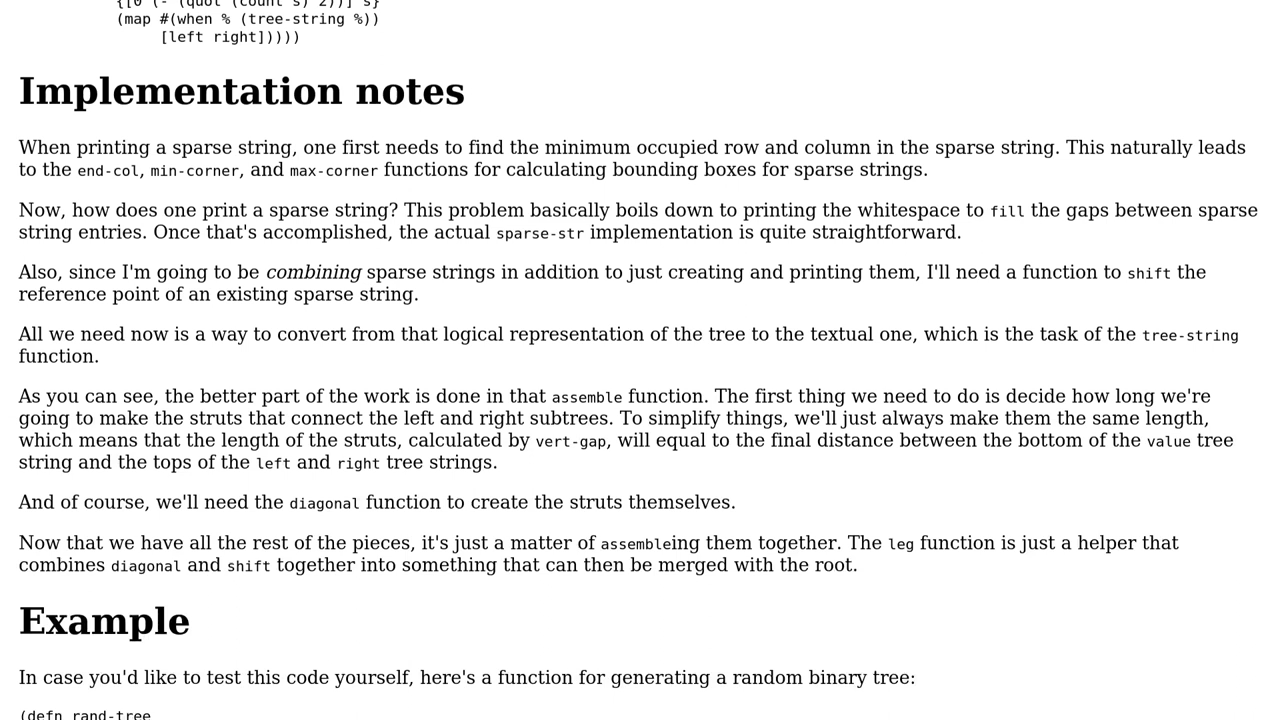 {[0 (- (quot (count s) 2))] s}
(map #(when % (tree-string %))
[left right]))))
Implementation notes
When printing a sparse string, one first needs to find the minimum occupied row and column in the sparse string. This naturally leads
to the end-col, min-corner, and max-corner functions for calculating bounding boxes for sparse strings.
Now, how does one print a sparse string? This problem basically boils down to printing the whitespace to fill the gaps between sparse
string entries. Once that's accomplished, the actual sparse-str implementation is quite straightforward.
Also, since I'm going to be combining sparse strings in addition to just creating and printing them, I'll need a function to shift the
reference point of an existing sparse string.
All we need now is a way to convert from that logical representation of the tree to the textual one, which is the task of the tree-string
function.
As you can see, the better part of the work is done in that assemble function. The first thing we need to do is decide how long we're
going to make the struts that connect the left and right subtrees. To simplify things, we'll just always make them the same length,
which means that the length of the struts, calculated by vert-gap, will equal to the final distance between the bottom of the value tree
string and the tops of the left and right tree strings.
And of course, we'll need the diagonal function to create the struts themselves.
Now that we have all the rest of the pieces, it's just a matter of assembleing them together. The leg function is just a helper that
combines diagonal and shift together into something that can then be merged with the root.
Example
In case you'd like to test this code yourself, here's a function for generating a random binary tree:
(defn rand-tree